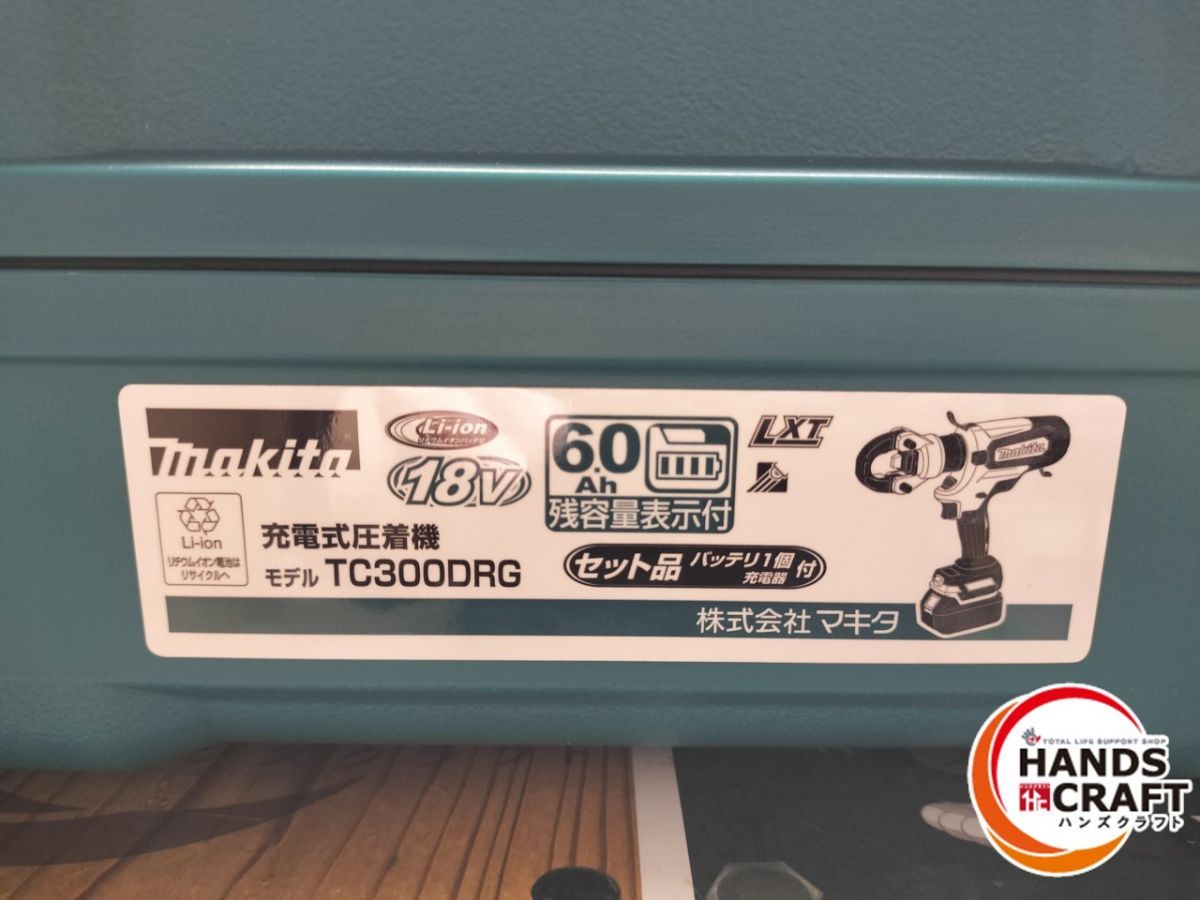 makita
Li-ion
リチウムイオンバッテリ
18V
6.0
Ah
残容量表示付
LXT
makita
Li-ion
リチウムイオン電池は
リサイクルへ
充電式圧着機
モデル TC300DRG
セット品 バッテリ1個
充電器 付
株式会社 マキタ
TOTAL LIFE SUPPORT SHOP
HANDS
CRAFT
ハンズクラフト